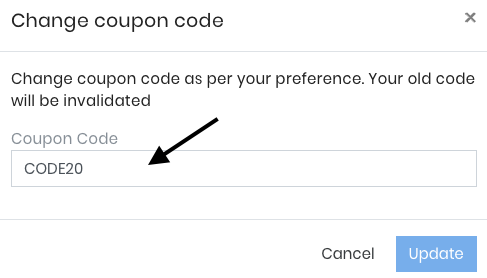 Change coupon code
×
Change coupon code as per your preference. Your old code
will be invalidated
Coupon Code
CODE20
Cancel
Update